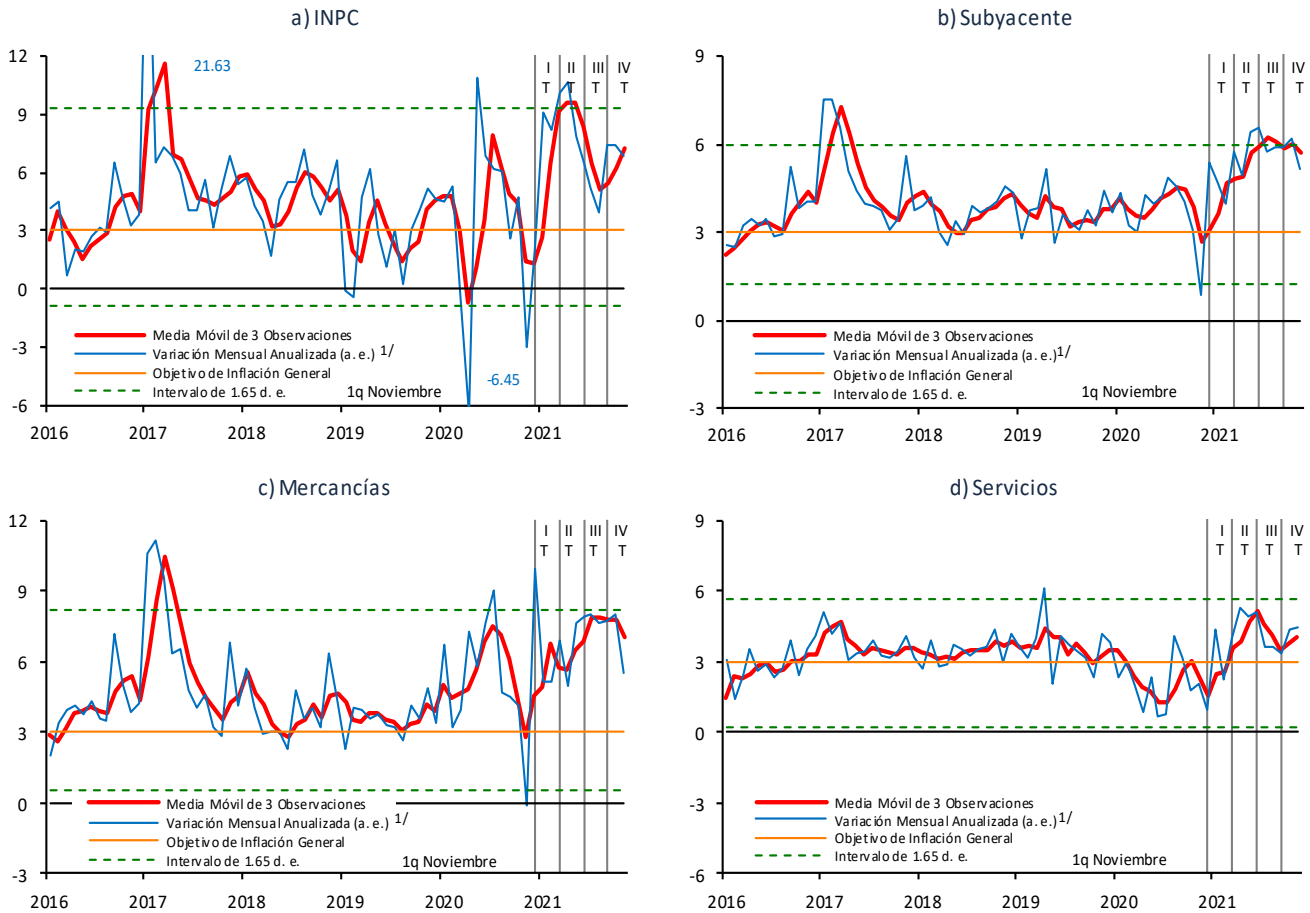 a) INPC
12
9
6
3
0
-3
-6
21.63
-6.45
I
T
II
T
III
T
IV
T
Media Móvil de 3 Observaciones
Variación Mensual Anualizada (a. e.) 1/
Objetivo de Inflación General
Intervalo de 1.65 d. e.
1q Noviembre
2016 2017 2018 2019 2020 2021
b) Subyacente
9
6
3
0
-3
I
T
II
T
III
T
IV
T
Media Móvil de 3 Observaciones
Variación Mensual Anualizada (a. e.)1/
Objetivo de Inflación General
Intervalo de 1.65 d. e.
1q Noviembre
2016 2017 2018 2019 2020 2021
c) Mercancías
12
9
6
3
0
-3
I
T
II
T
III
T
IV
T
Media Móvil de 3 Observaciones
Variación Mensual Anualizada (a. e.) 1/
Objetivo de Inflación General
Intervalo de 1.65 d. e.
1q Noviembre
2016 2017 2018 2019 2020 2021
d) Servicios
9
6
3
0
-3
-6
I
T
II
T
III
T
IV
T
Media Móvil de 3 Observaciones
Variación Mensual Anualizada (a. e.)1/
Objetivo de Inflación General
Intervalo de 1.65 d. e.
1q Noviembre
2016 2017 2018 2019 2020 2021